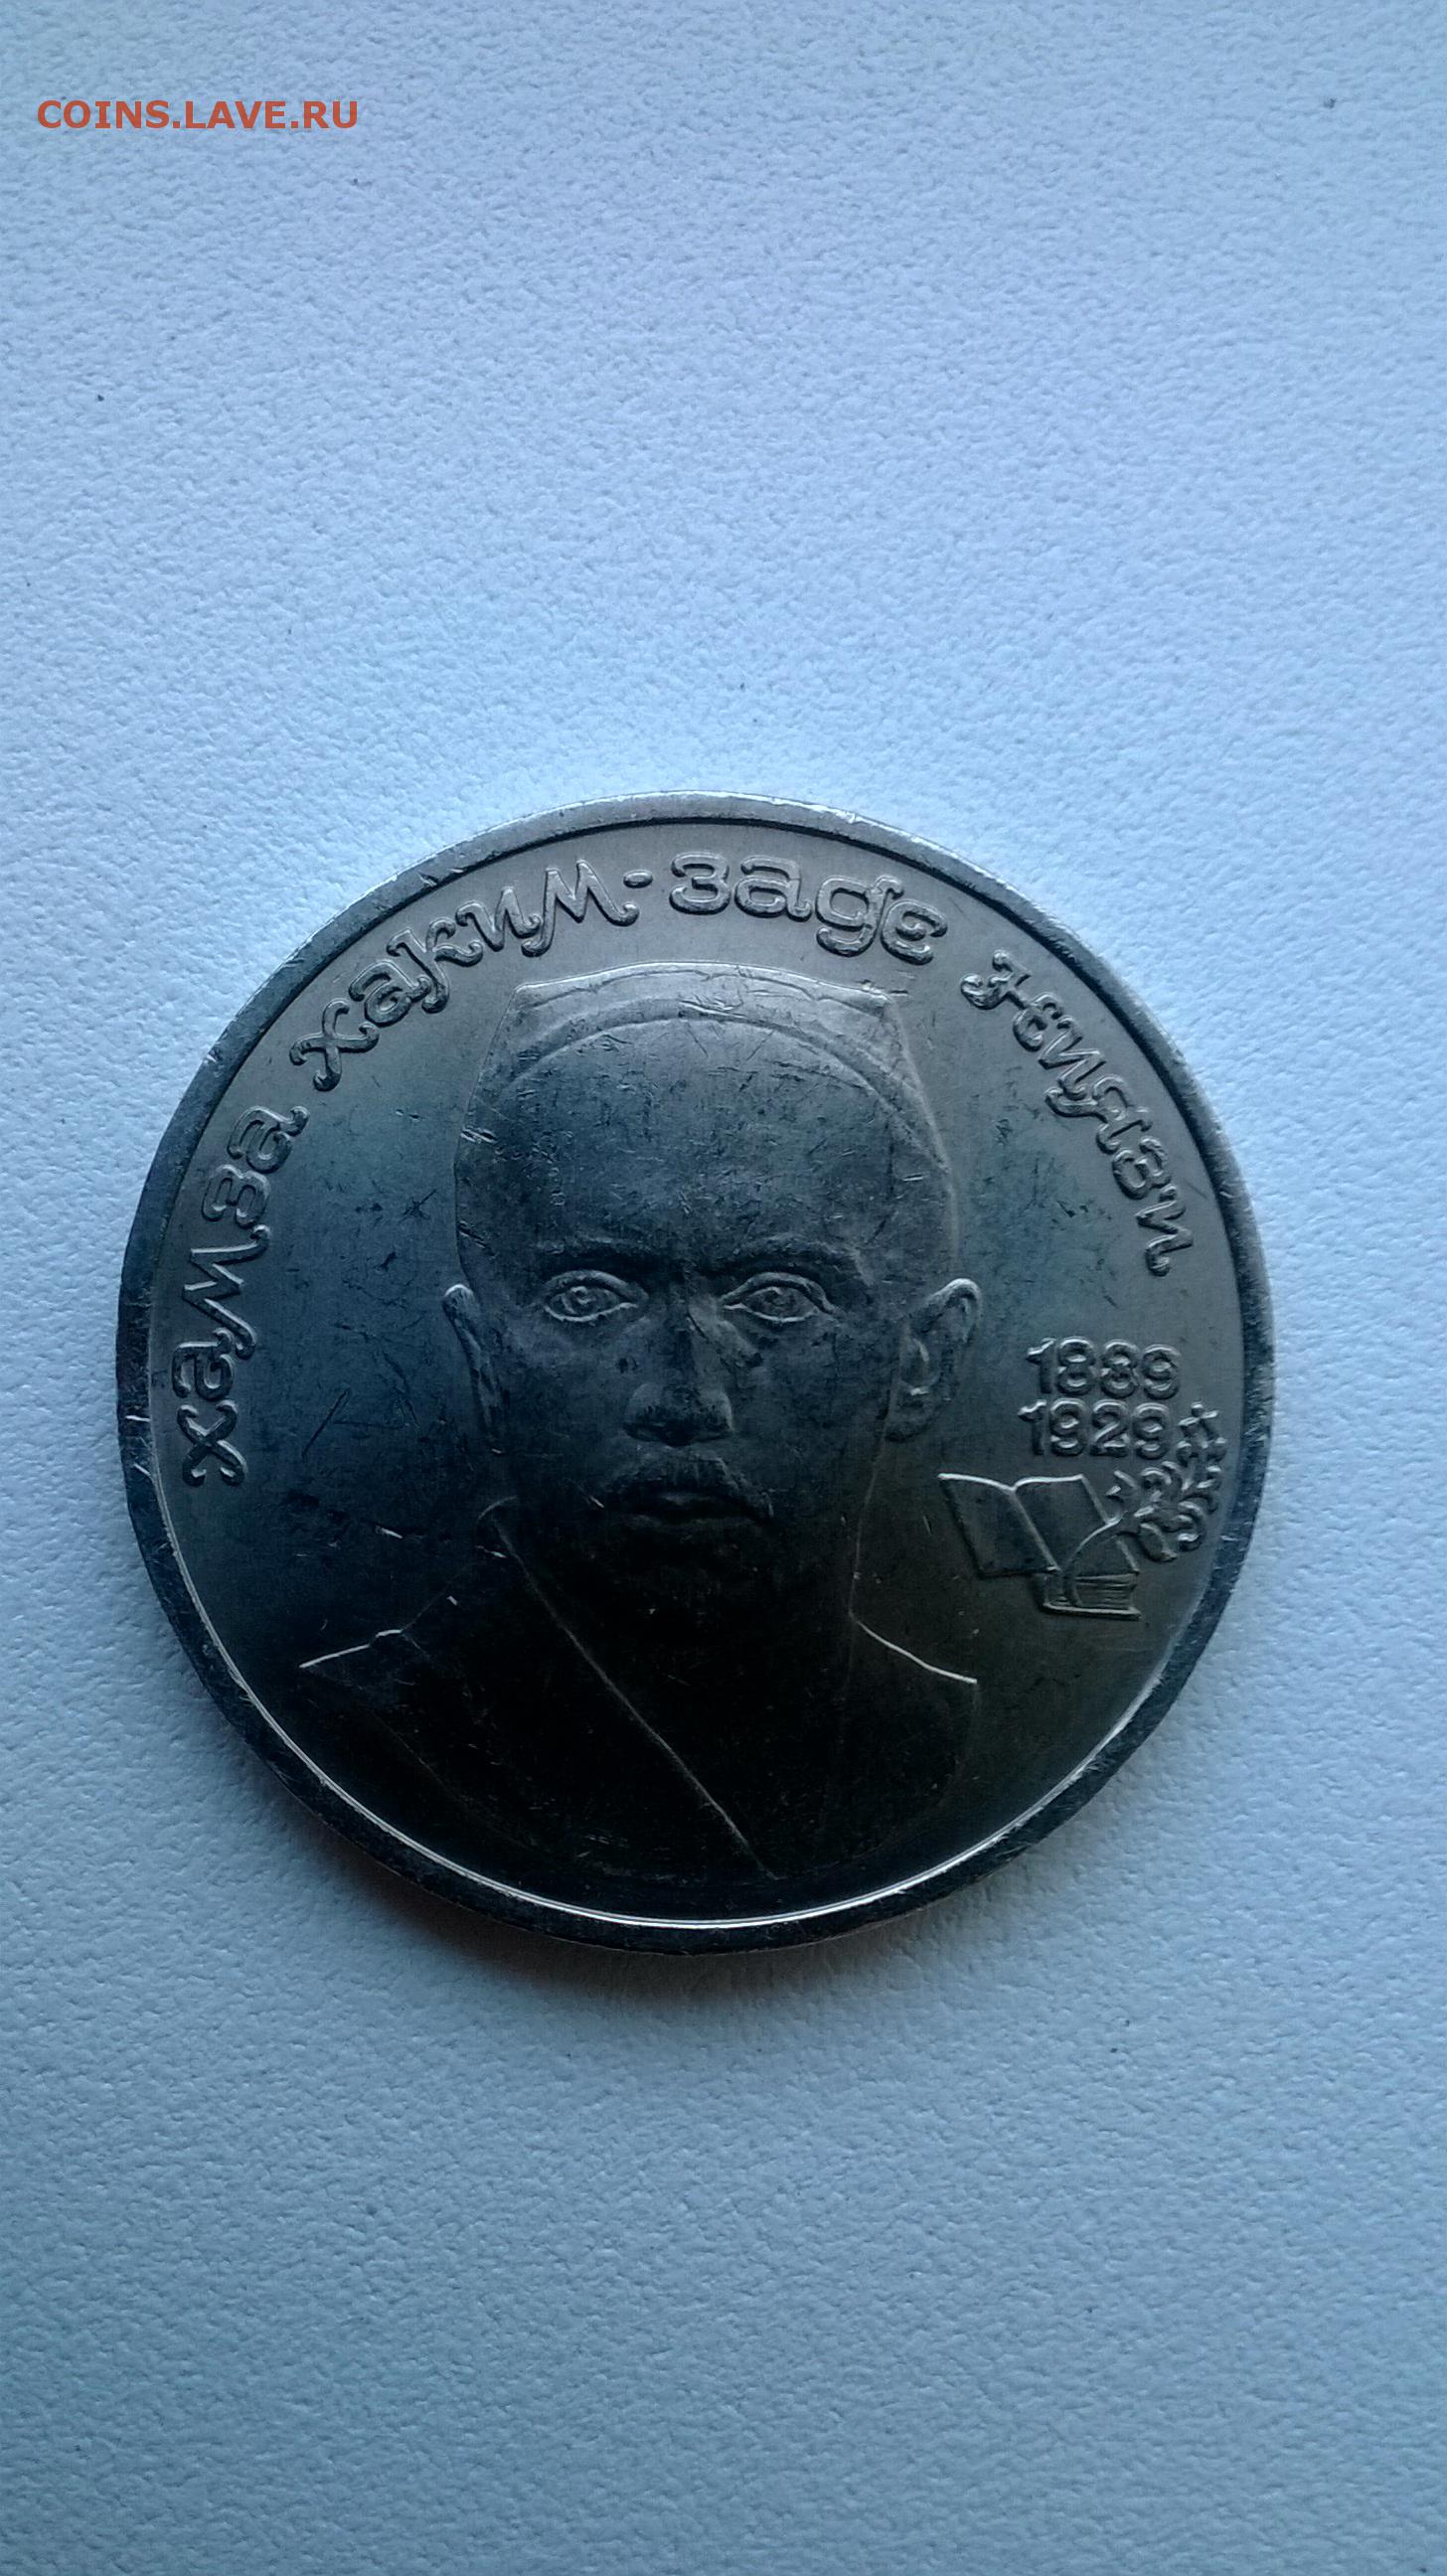 COINS.LAVE.RU
хамза хаким-заде ниязи
1889
1929